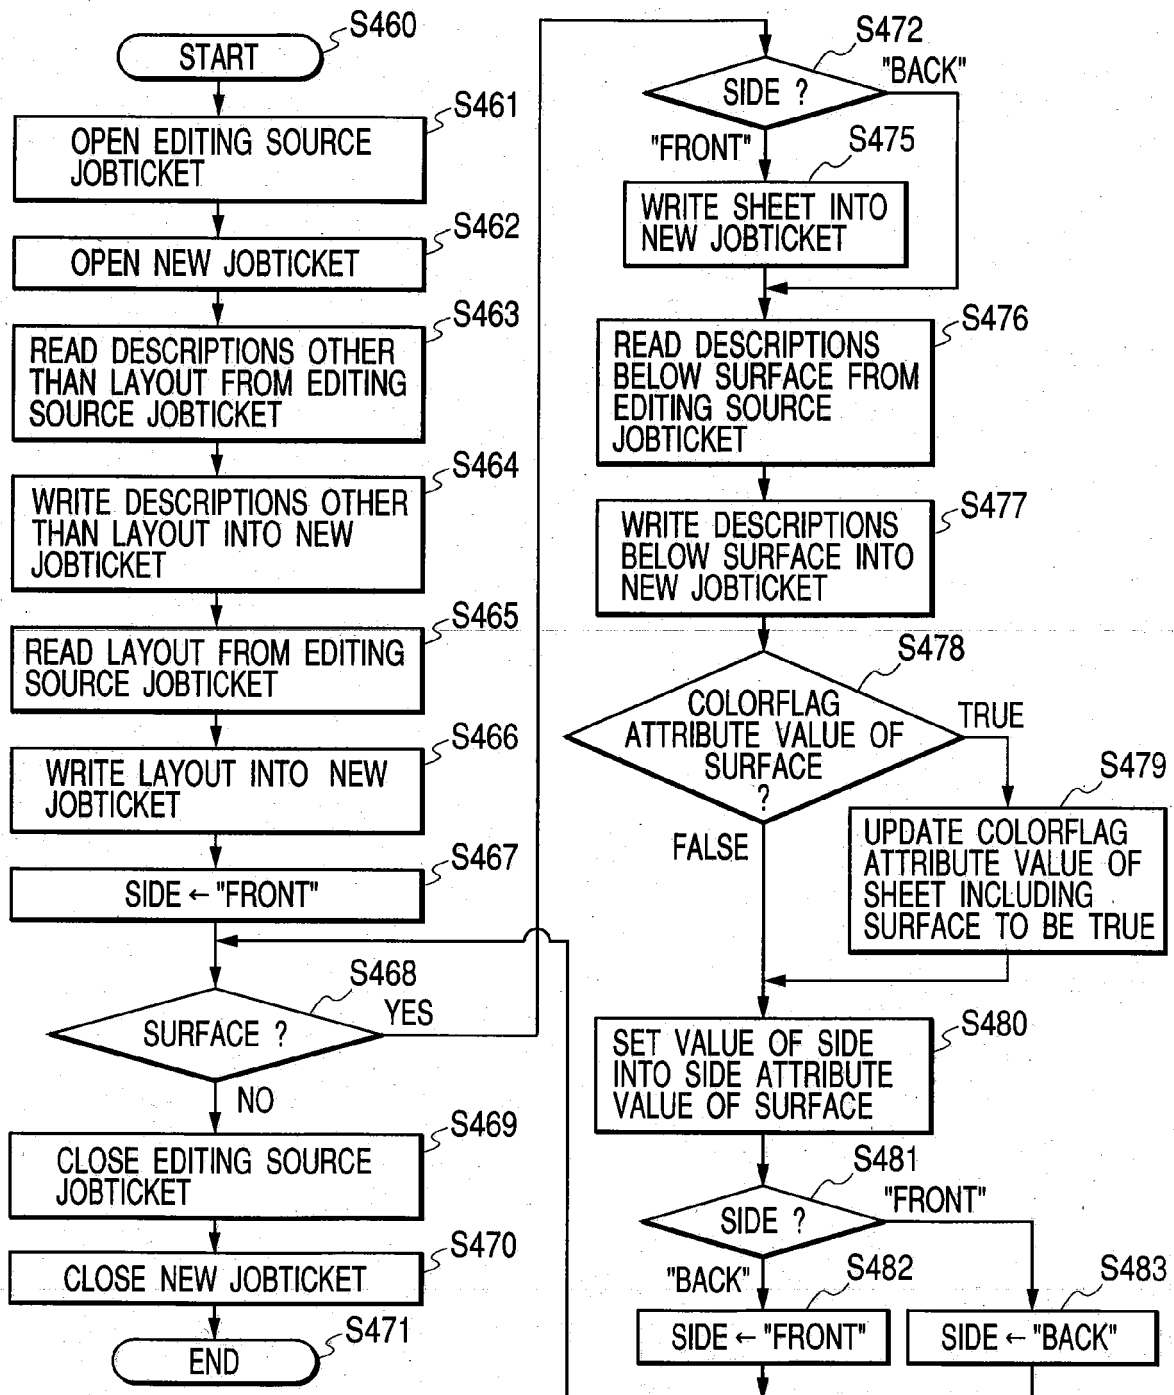 START
S460
OPEN EDITING SOURCE
JOBTICKET
S461
OPEN NEW JOBTICKET
S462
READ DESCRIPTIONS OTHER
THAN LAYOUT FROM EDITING
SOURCE JOBTICKET
S463
WRITE DESCRIPTIONS OTHER
THAN LAYOUT INTO NEW
JOBTICKET
S464
READ LAYOUT FROM EDITING
SOURCE JOBTICKET
S465
WRITE LAYOUT INTO NEW
JOBTICKET
S466
SIDE ← "FRONT"
S467
SURFACE ?
S468
YES
NO
CLOSE EDITING SOURCE
JOBTICKET
S469
CLOSE NEW JOBTICKET
S470
END
S471
SIDE ?
S472
"BACK"
"FRONT"
S475
WRITE SHEET INTO
NEW JOBTICKET
S476
READ DESCRIPTIONS
BELOW SURFACE FROM
EDITING SOURCE
JOBTICKET
S477
WRITE DESCRIPTIONS
BELOW SURFACE INTO
NEW JOBTICKET
S478
COLORFLAG
ATTRIBUTE VALUE OF
SURFACE
?
TRUE
FALSE
S479
UPDATE COLORFLAG
ATTRIBUTE VALUE OF
SHEET INCLUDING
SURFACE TO BE TRUE
S480
SET VALUE OF SIDE
INTO SIDE ATTRIBUTE
VALUE OF SURFACE
S481
SIDE ?
"FRONT"
"BACK"
S482
SIDE ← "FRONT"
S483
SIDE ← "BACK"